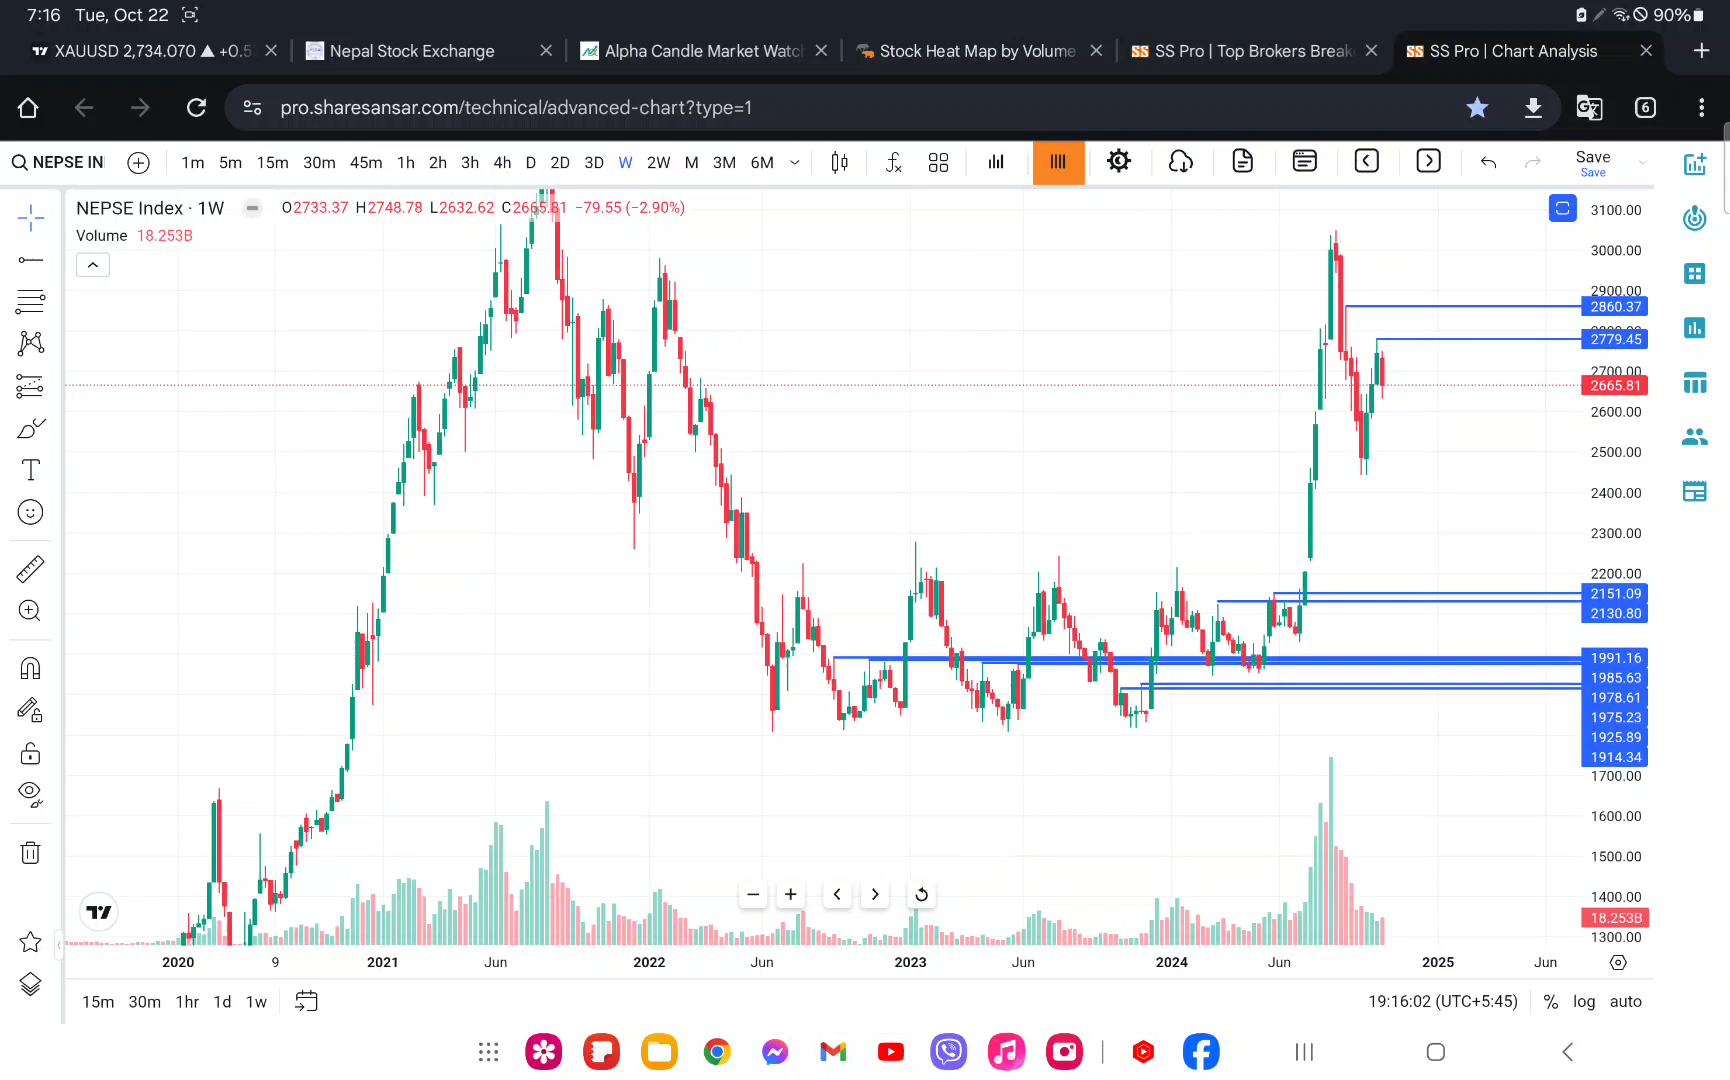 7:16 Tue, Oct 22 90%
XAUUSD 2,734.070 ▲ +0.5
Nepal Stock Exchange
Alpha Candle Market Watc
Stock Heat Map by Volume
SS Pro | Top Brokers Break
SS Pro | Chart Analysis
pro.sharesansar.com/technical/advanced-chart?type=1
6
NEPSE IN
1m 5m 15m 30m 45m 1h 2h 3h 4h D 2D 3D W 2W M 3M 6M
Save
Save
NEPSE Index · 1W O2733.37 H2748.78 L2632.62 C2665.81 −79.55 (−2.90%)
Volume 18.253B
3100.00
3000.00
2900.00
2860.37
2779.45
2700.00
2665.81
2600.00
2500.00
2400.00
2300.00
2200.00
2151.09
2130.80
1991.16
1985.63
1978.61
1975.23
1925.89
1914.34
1700.00
1600.00
1500.00
1400.00
18.253B
1300.00
2020 9 2021 Jun 2022 Jun 2023 Jun 2024 Jun 2025 Jun
15m 30m 1hr 1d 1w
19:16:02 (UTC+5:45) % log auto